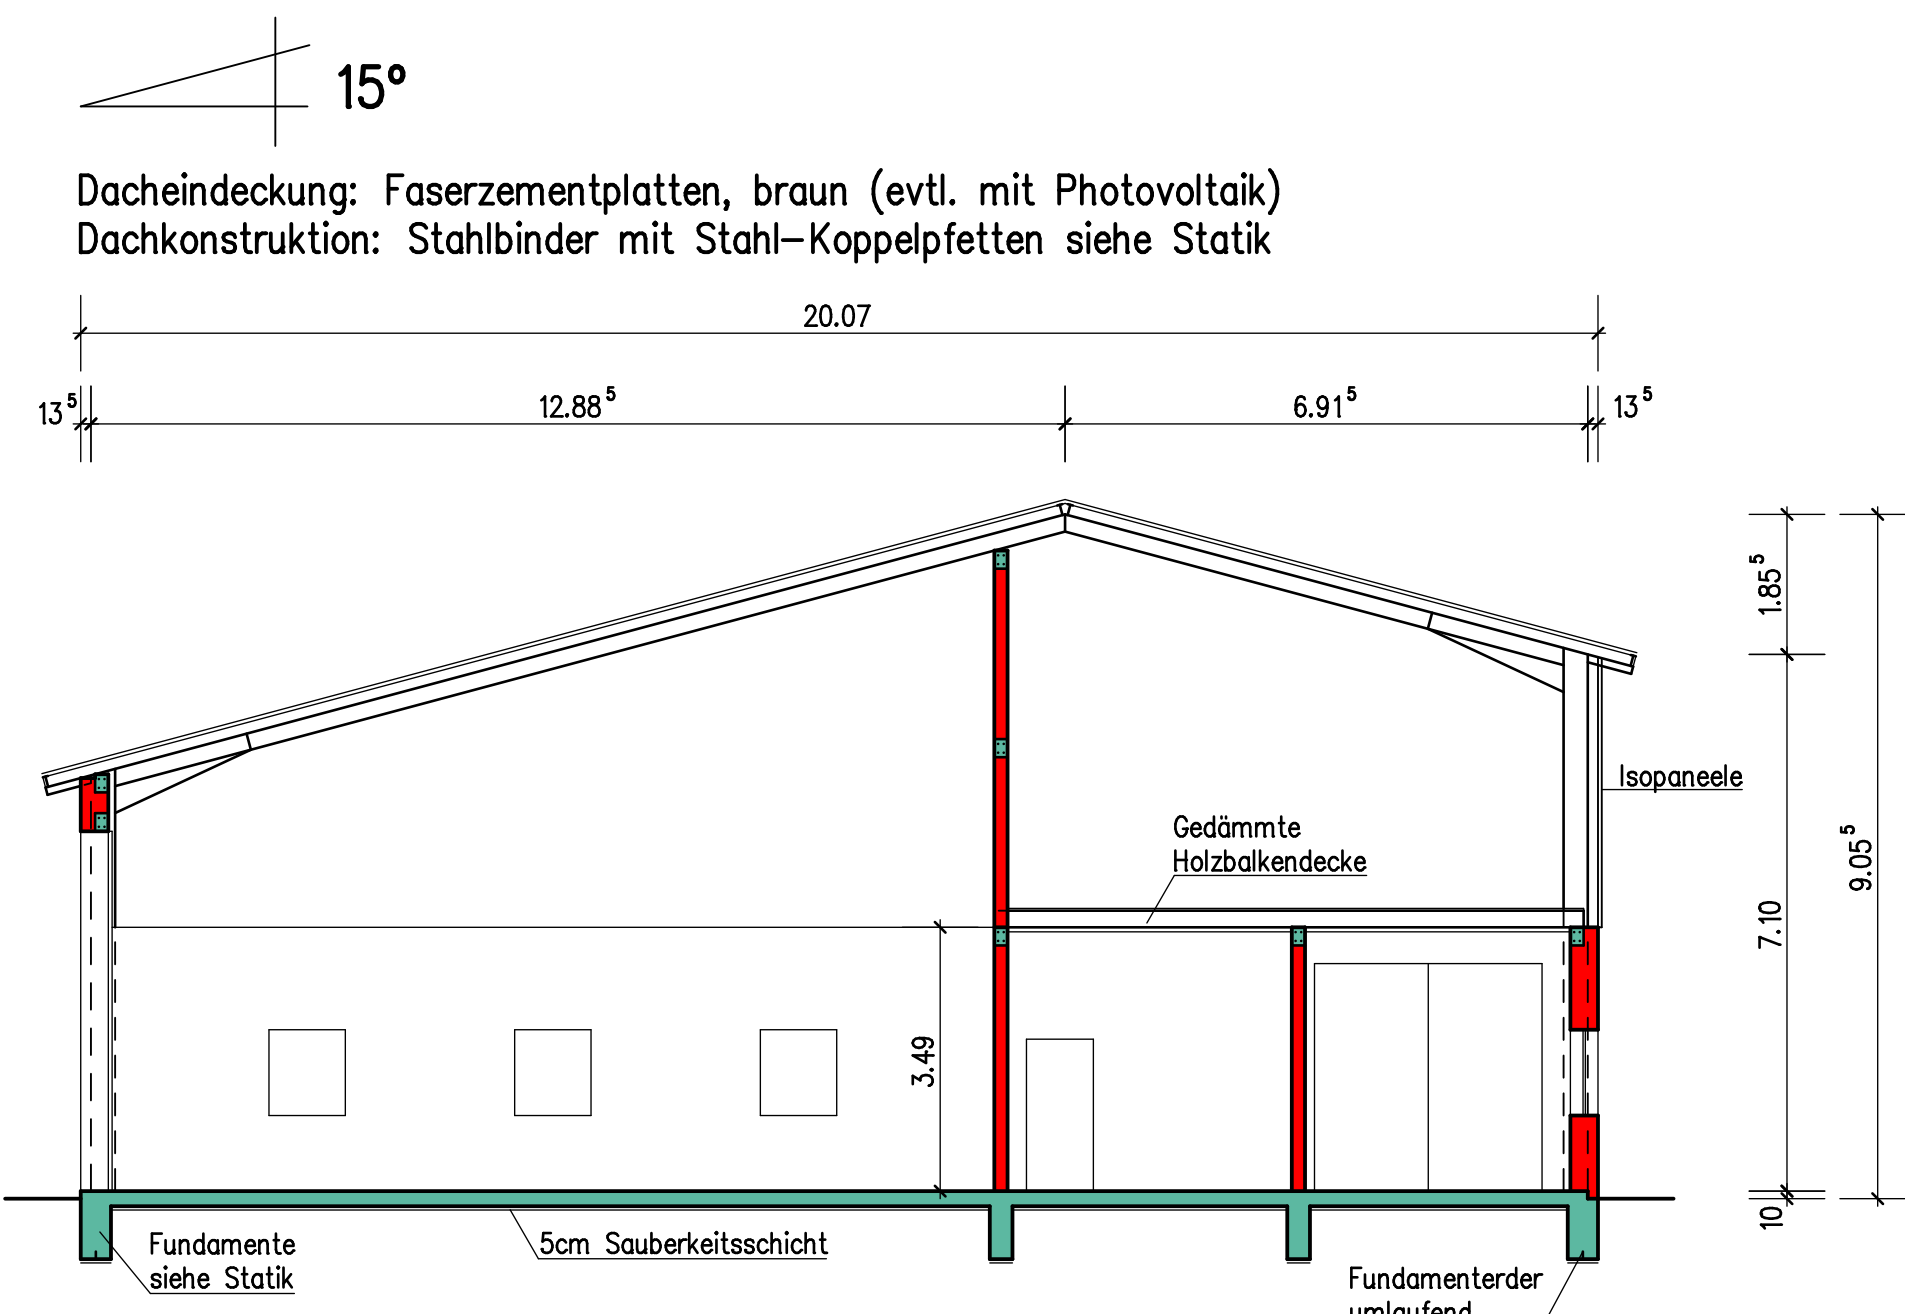 15°
Dacheindeckung: Faserzementplatten, braun (evtl. mit Photovoltaik)
Dachkonstruktion: Stahlbinder mit Stahl-Koppelpfetten siehe Statik
20.07
13⁵ 12.88⁵ 6.91⁵ 13⁵
1.85⁵
Isopaneele
Gedämmte
Holzbalkendecke
9.05⁵
7.10
3.49
10
Fundamente
siehe Statik
5cm Sauberkeitsschicht
Fundamenterder
umlaufend